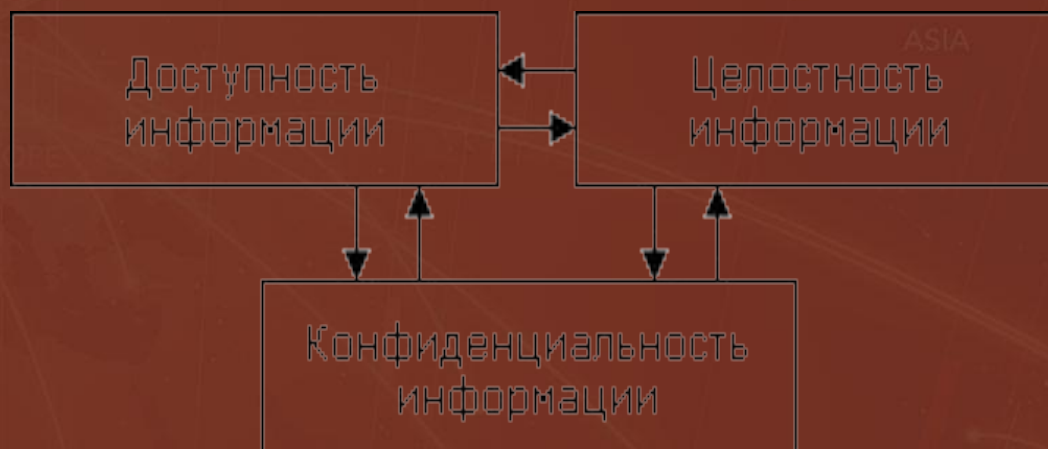 ASIA
Доступность
информации
Целостность
информации
Конфиденциальность
информации